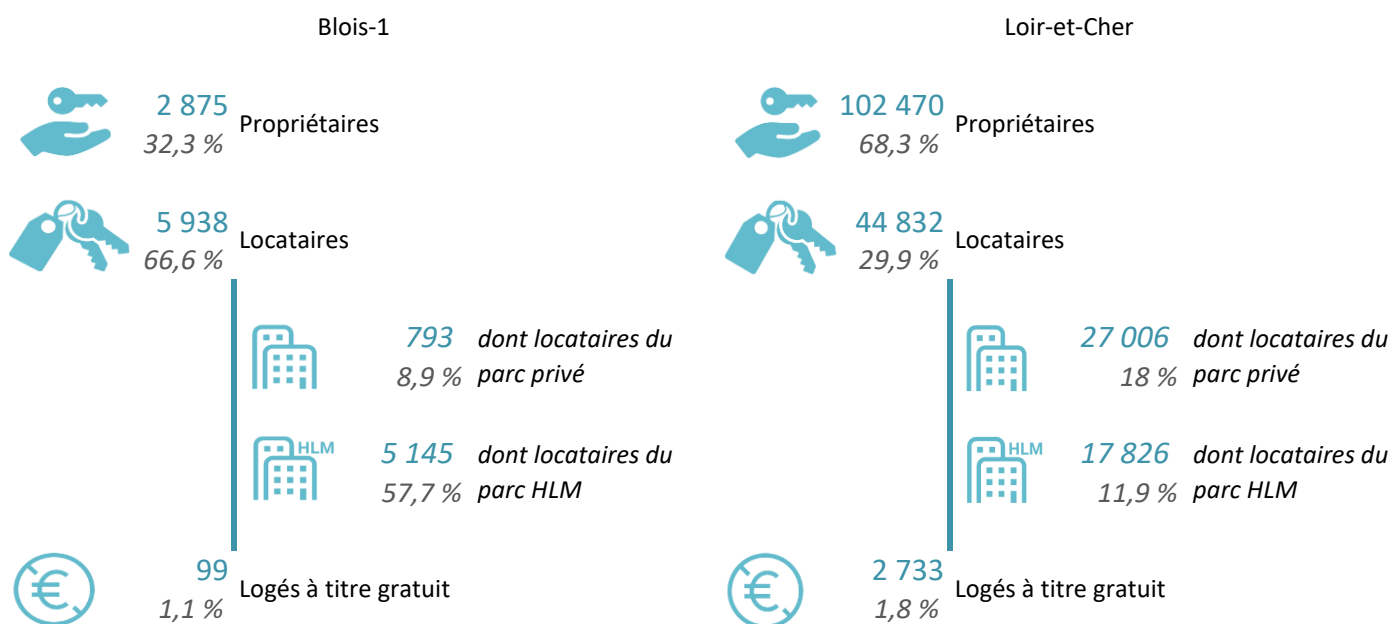 Blois-1
2 875
32,3 %
Propriétaires
5 938
66,6 %
Locataires
793
8,9 %
dont locataires du
parc privé
HLM
5 145
57,7 %
dont locataires du
parc HLM
€
99
1,1 %
Logés à titre gratuit
Loir-et-Cher
102 470
68,3 %
Propriétaires
44 832
29,9 %
Locataires
27 006
18 %
dont locataires du
parc privé
HLM
17 826
11,9 %
dont locataires du
parc HLM
€
2 733
1,8 %
Logés à titre gratuit